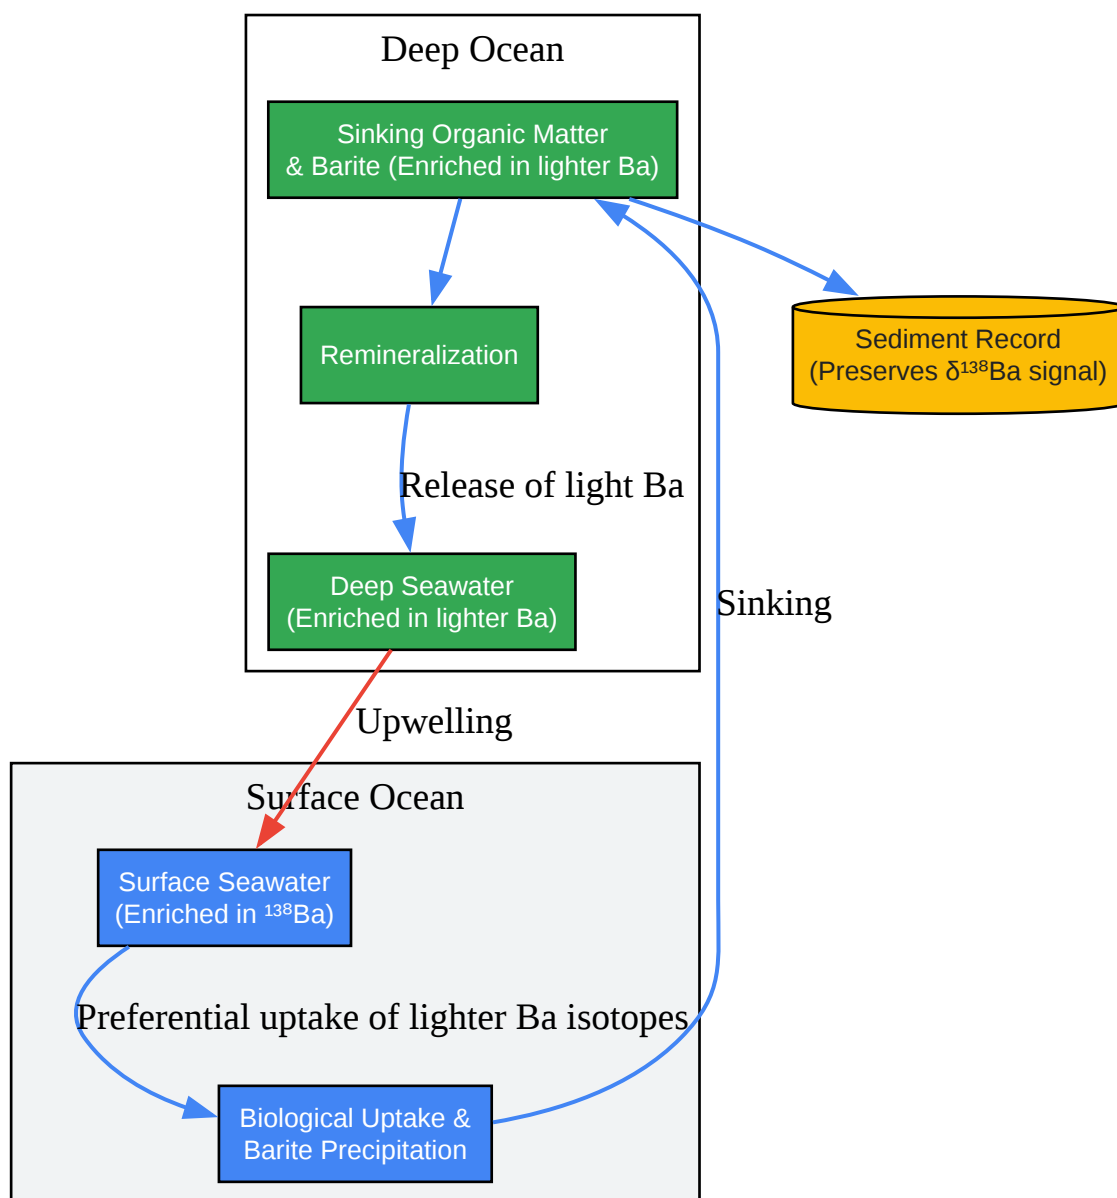 Deep Ocean
Sinking Organic Matter
& Barite (Enriched in lighter Ba)
Remineralization
Sediment Record
(Preserves δ¹³⁸Ba signal)
Release of light Ba
Deep Seawater
(Enriched in lighter Ba)
Sinking
Upwelling
Surface Ocean
Surface Seawater
(Enriched in ¹³⁸Ba)
Preferential uptake of lighter Ba isotopes
Biological Uptake &
Barite Precipitation